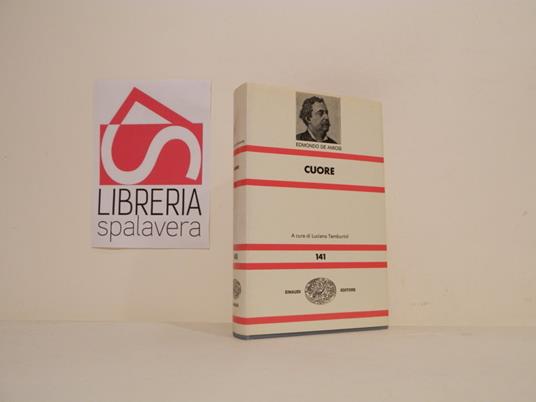 LIBRERIA
spalavera
EDMONDO DE AMICIS
CUORE
A cura di Luciano Tamburini
141
EINAUDI EDITORE